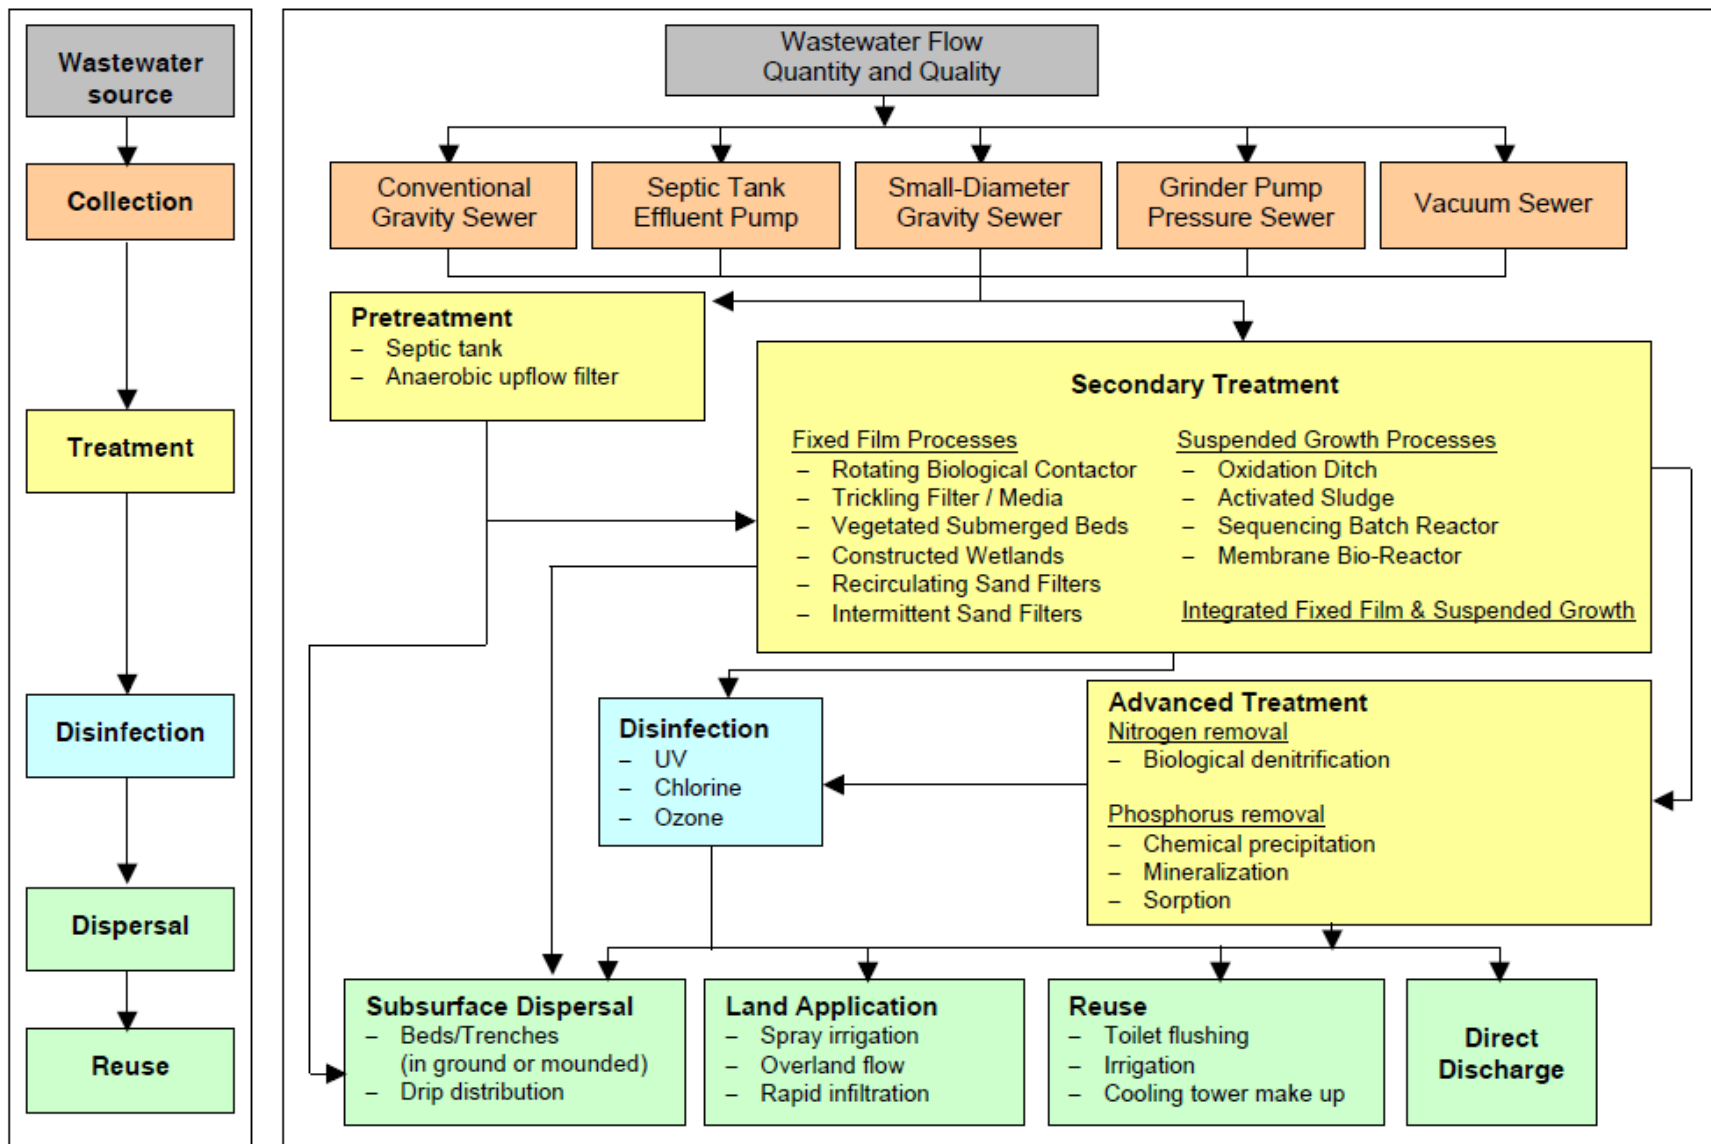 Wastewater
source
Collection
Treatment
Disinfection
Dispersal
Reuse
Wastewater Flow
Quantity and Quality
Conventional
Gravity Sewer
Septic Tank
Effluent Pump
Small-Diameter
Gravity Sewer
Grinder Pump
Pressure Sewer
Vacuum Sewer
Pretreatment
– Septic tank
– Anaerobic upflow filter
Secondary Treatment
Fixed Film Processes
– Rotating Biological Contactor
– Trickling Filter / Media
– Vegetated Submerged Beds
– Constructed Wetlands
– Recirculating Sand Filters
– Intermittent Sand Filters
Suspended Growth Processes
– Oxidation Ditch
– Activated Sludge
– Sequencing Batch Reactor
– Membrane Bio-Reactor
Integrated Fixed Film & Suspended Growth
Disinfection
– UV
– Chlorine
– Ozone
Advanced Treatment
Nitrogen removal
– Biological denitrification
Phosphorus removal
– Chemical precipitation
– Mineralization
– Sorption
Subsurface Dispersal
– Beds/Trenches
(in ground or mounded)
– Drip distribution
Land Application
– Spray irrigation
– Overland flow
– Rapid infiltration
Reuse
– Toilet flushing
– Irrigation
– Cooling tower make up
Direct
Discharge